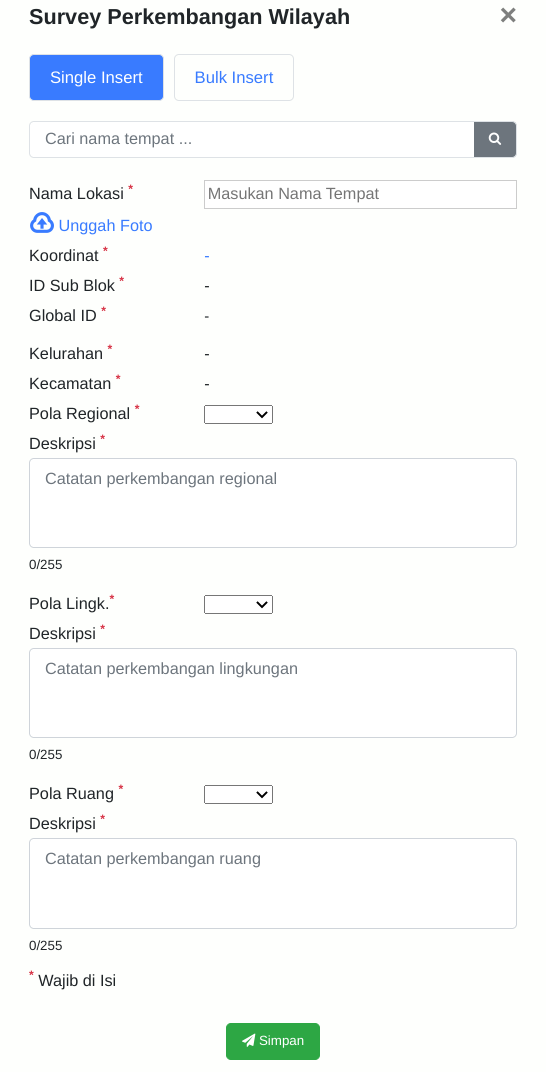 Survey Perkembangan Wilayah ×
Single Insert Bulk Insert
Cari nama tempat ...
Nama Lokasi * Masukan Nama Tempat
Unggah Foto
Koordinat * -
ID Sub Blok * -
Global ID * -
Kelurahan * -
Kecamatan * -
Pola Regional *
Deskripsi *
Catatan perkembangan regional
0/255
Pola Lingk.*
Deskripsi *
Catatan perkembangan lingkungan
0/255
Pola Ruang *
Deskripsi *
Catatan perkembangan ruang
0/255
* Wajib di Isi
Simpan